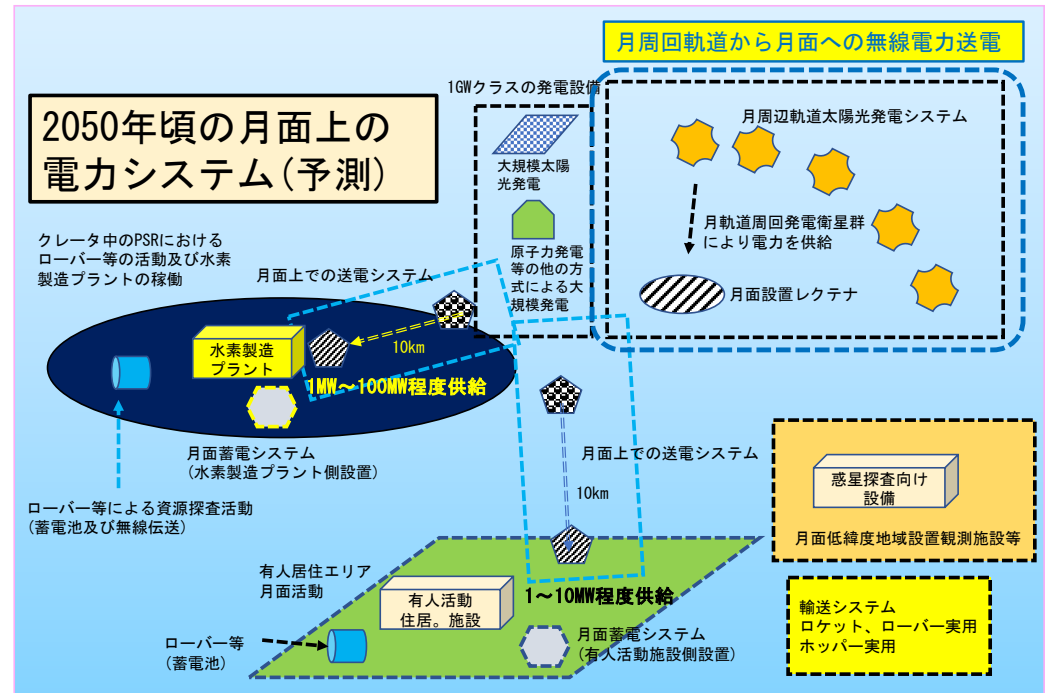 月周回軌道から月面への無線電力送電
2050年頃の月面上の
電力システム(予測)
1GWクラスの発電設備
大規模太陽
光発電
原子力発電
等の他の方
式による大
規模発電
月周辺軌道太陽光発電システム
月軌道周回発電衛星群
により電力を供給
月面設置レクテナ
クレータ中のPSRにおける
ローバー等の活動及び水素
製造プラントの稼働
月面上での送電システム
水素製造
プラント
10km
1MW～100MW程度供給
月面蓄電システム
(水素製造プラント側設置)
ローバー等による資源探査活動
(蓄電池及び無線伝送)
月面上での送電システム
10km
惑星探査向け
設備
月面低緯度地域設置観測施設等
有人居住エリア
月面活動
有人活動
住居。施設
1～10MW程度供給
ローバー等
(蓄電池)
月面蓄電システム
(有人活動施設側設置)
輸送システム
ロケット、ローバー実用
ホッパー実用